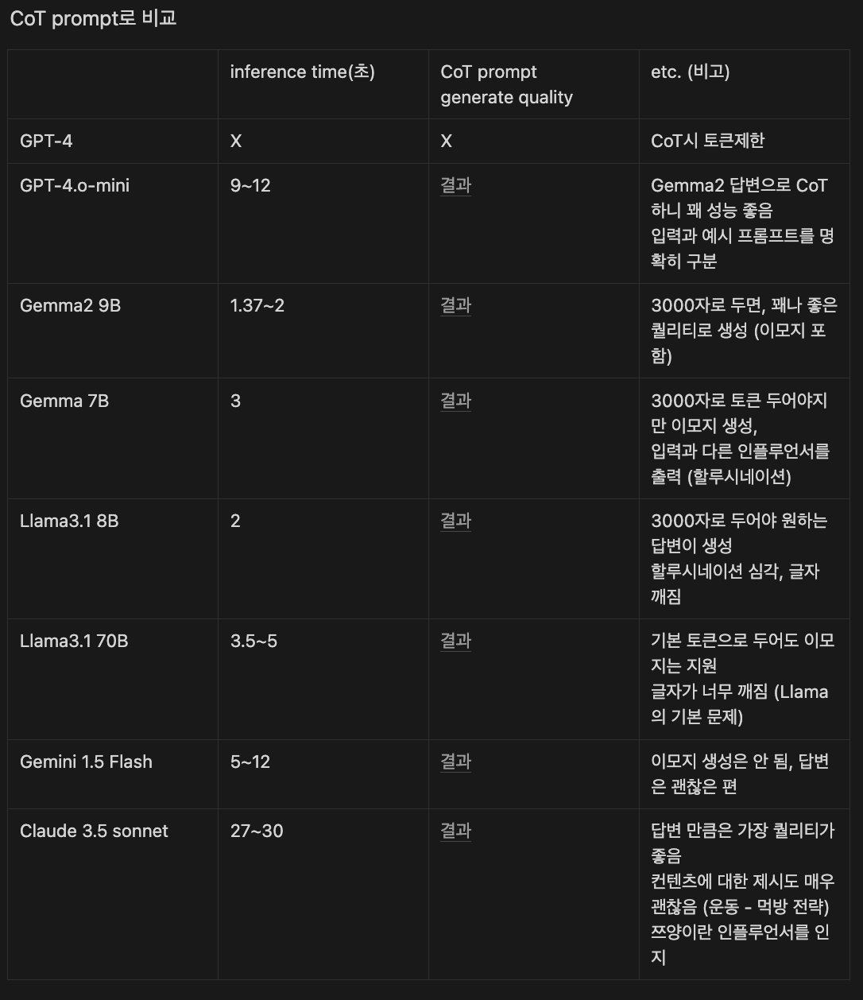 CoT prompt로 비교
inference time(초)
CoT prompt
generate quality
etc. (비고)
GPT-4
X
X
CoT시 토큰제한
GPT-4.o-mini
9~12
결과
Gemma2 답변으로 CoT
하니 꽤 성능 좋음
입력과 예시 프롬프트를 명
확히 구분
Gemma2 9B
1.37~2
결과
3000자로 두면, 꽤나 좋은
퀄리티로 생성 (이모지 포
함)
Gemma 7B
3
결과
3000자로 토큰 두어야지
만 이모지 생성,
입력과 다른 인플루언서를
출력 (할루시네이션)
Llama3.1 8B
2
결과
3000자로 두어야 원하는
답변이 생성
할루시네이션 심각, 글자
깨짐
Llama3.1 70B
3.5~5
결과
기본 토큰으로 두어도 이모
지는 지원
글자가 너무 깨짐 (Llama
의 기본 문제)
Gemini 1.5 Flash
5~12
결과
이모지 생성은 안 됨, 답변
은 괜찮은 편
Claude 3.5 sonnet
27~30
결과
답변 만큼은 가장 퀄리티가
좋음
컨텐츠에 대한 제시도 매우
괜찮음 (운동 - 먹방 전략)
쯔양이란 인플루언서를 인
지